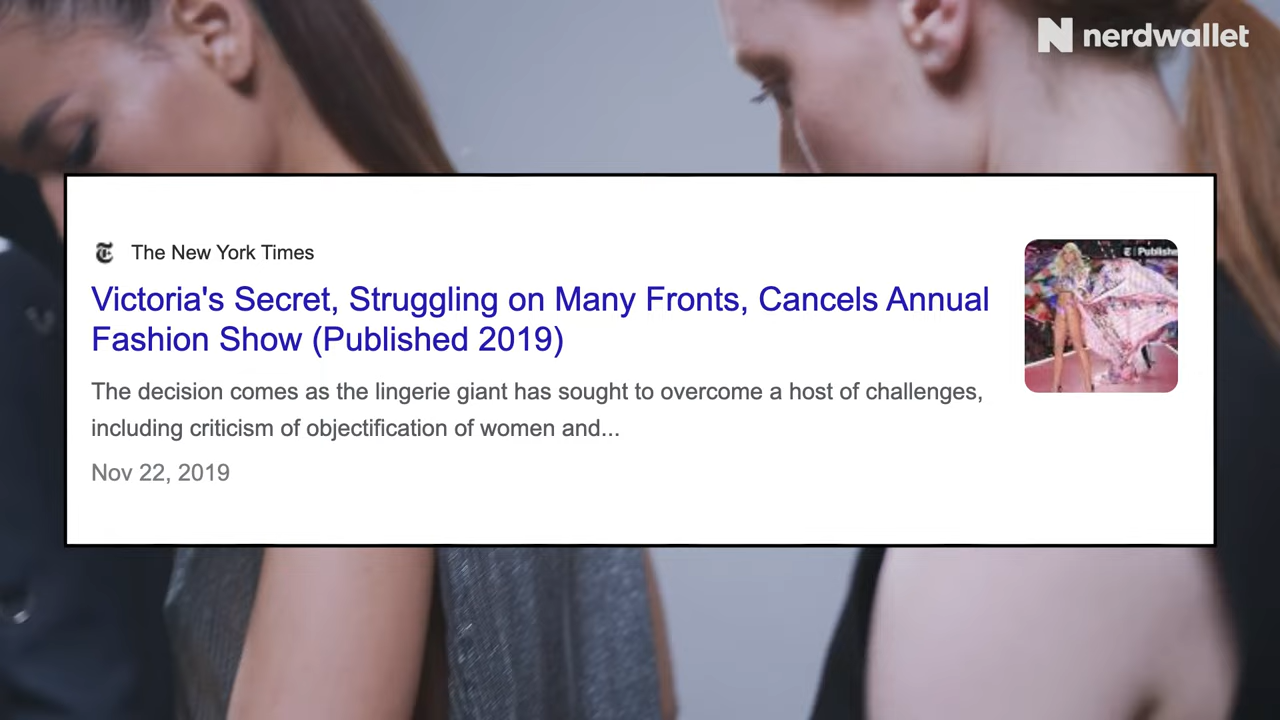 nerdwallet
The New York Times
Victoria's Secret, Struggling on Many Fronts, Cancels Annual
Fashion Show (Published 2019)
The decision comes as the lingerie giant has sought to overcome a host of challenges,
including criticism of objectification of women and...
Nov 22, 2019